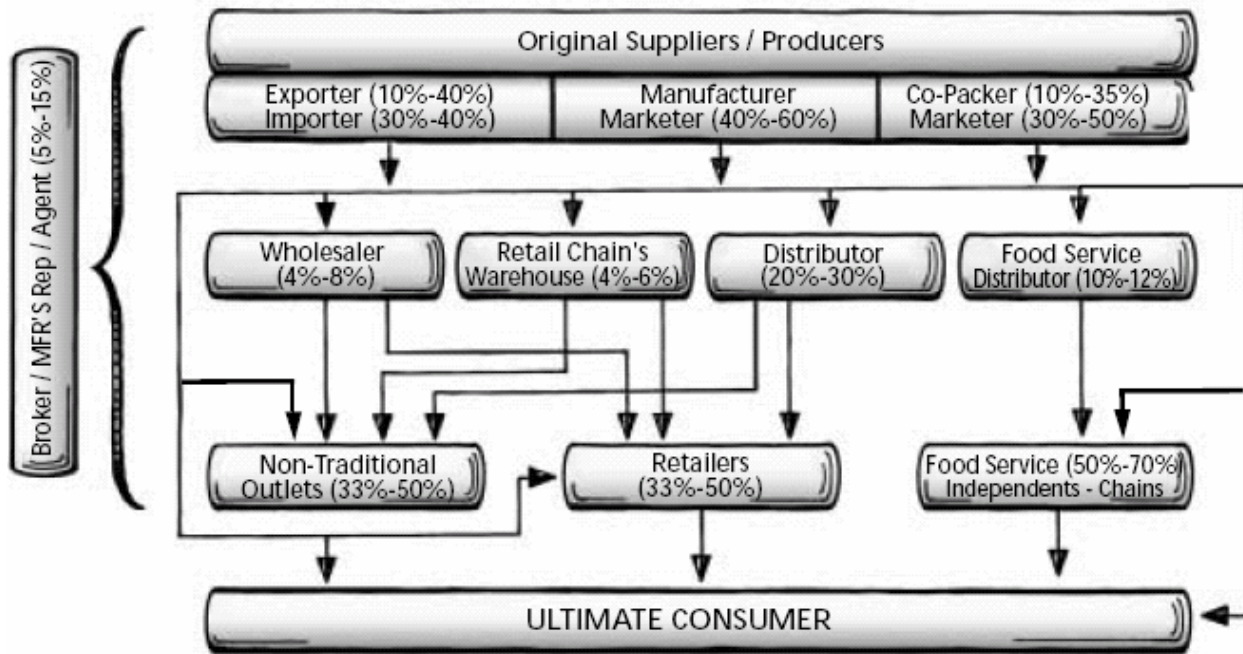 Broker / MFR'S Rep / Agent (5%-15%)
Original Suppliers / Producers
Exporter (10%-40%)
Importer (30%-40%)
Manufacturer
Marketer (40%-60%)
Co-Packer (10%-35%)
Marketer (30%-50%)
Wholesaler
(4%-8%)
Retail Chain's
Warehouse (4%-6%)
Distributor
(20%-30%)
Food Service
Distributor (10%-12%)
Non-Traditional
Outlets (33%-50%)
Retailers
(33%-50%)
Food Service (50%-70%)
Independents - Chains
ULTIMATE CONSUMER